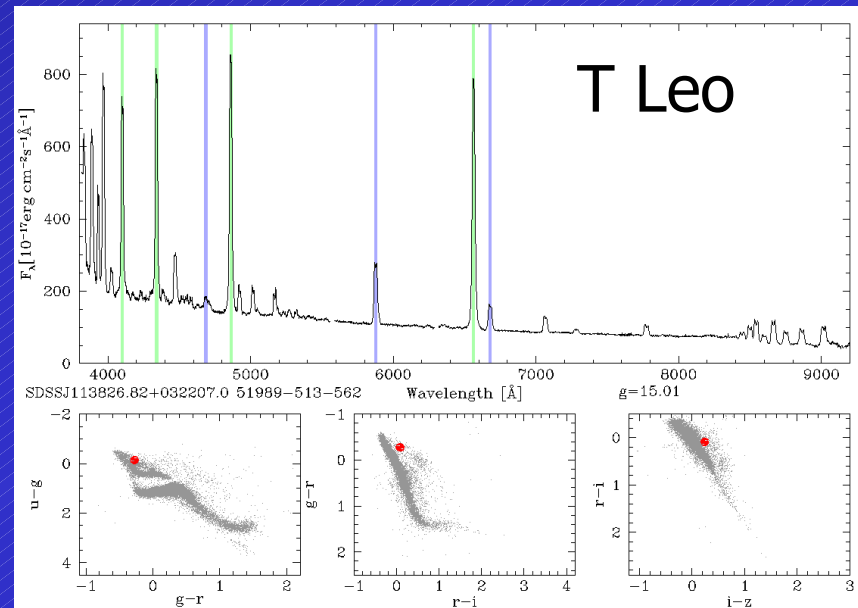 T Leo
800
600
400
200
0
F_λ[10^-17 erg cm^-2 s^-1 Å^-1]
4000 5000 6000 7000 8000 9000
SDSSJ113826.82+032207.0 51989-513-562 Wavelength [Å] g=15.01
-2
0
2
4
u-g
-1 0 1 2
g-r
-1
0
1
2
g-r
-1 0 1 2 3 4
r-i
0
1
2
r-i
-1 0 1 2 3
i-z